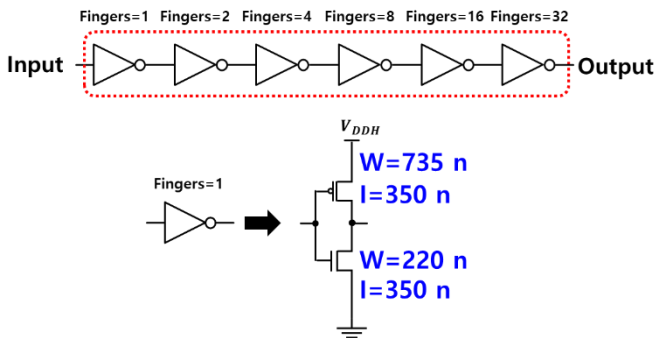 Fingers=1 Fingers=2 Fingers=4 Fingers=8 Fingers=16 Fingers=32
Input Output
V_DDH
W=735 n
l=350 n
Fingers=1
W=220 n
l=350 n